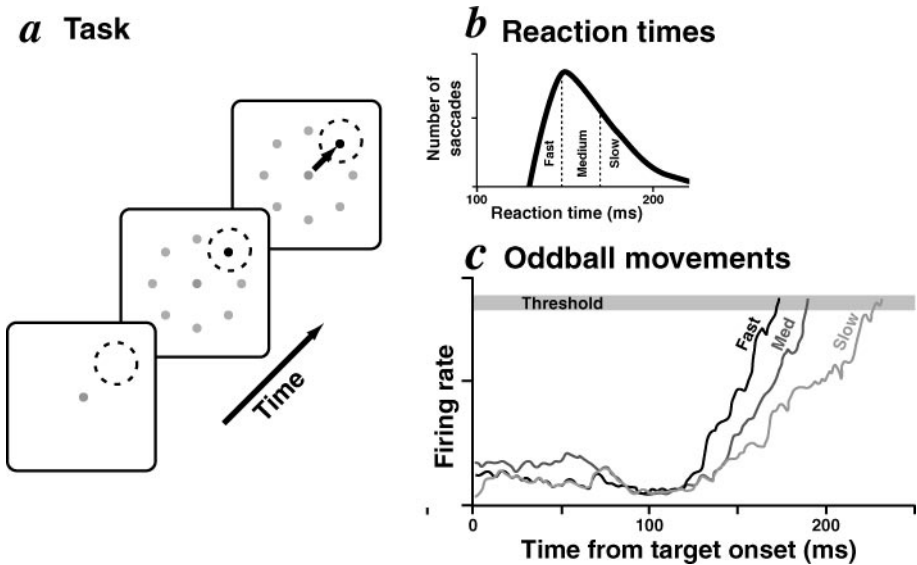 a Task
Time
b Reaction times
Number of
saccades
Fast
Medium
Slow
100
200
Reaction time (ms)
c Oddball movements
Threshold
Fast
Med
Slow
Firing rate
0
100
200
Time from target onset (ms)